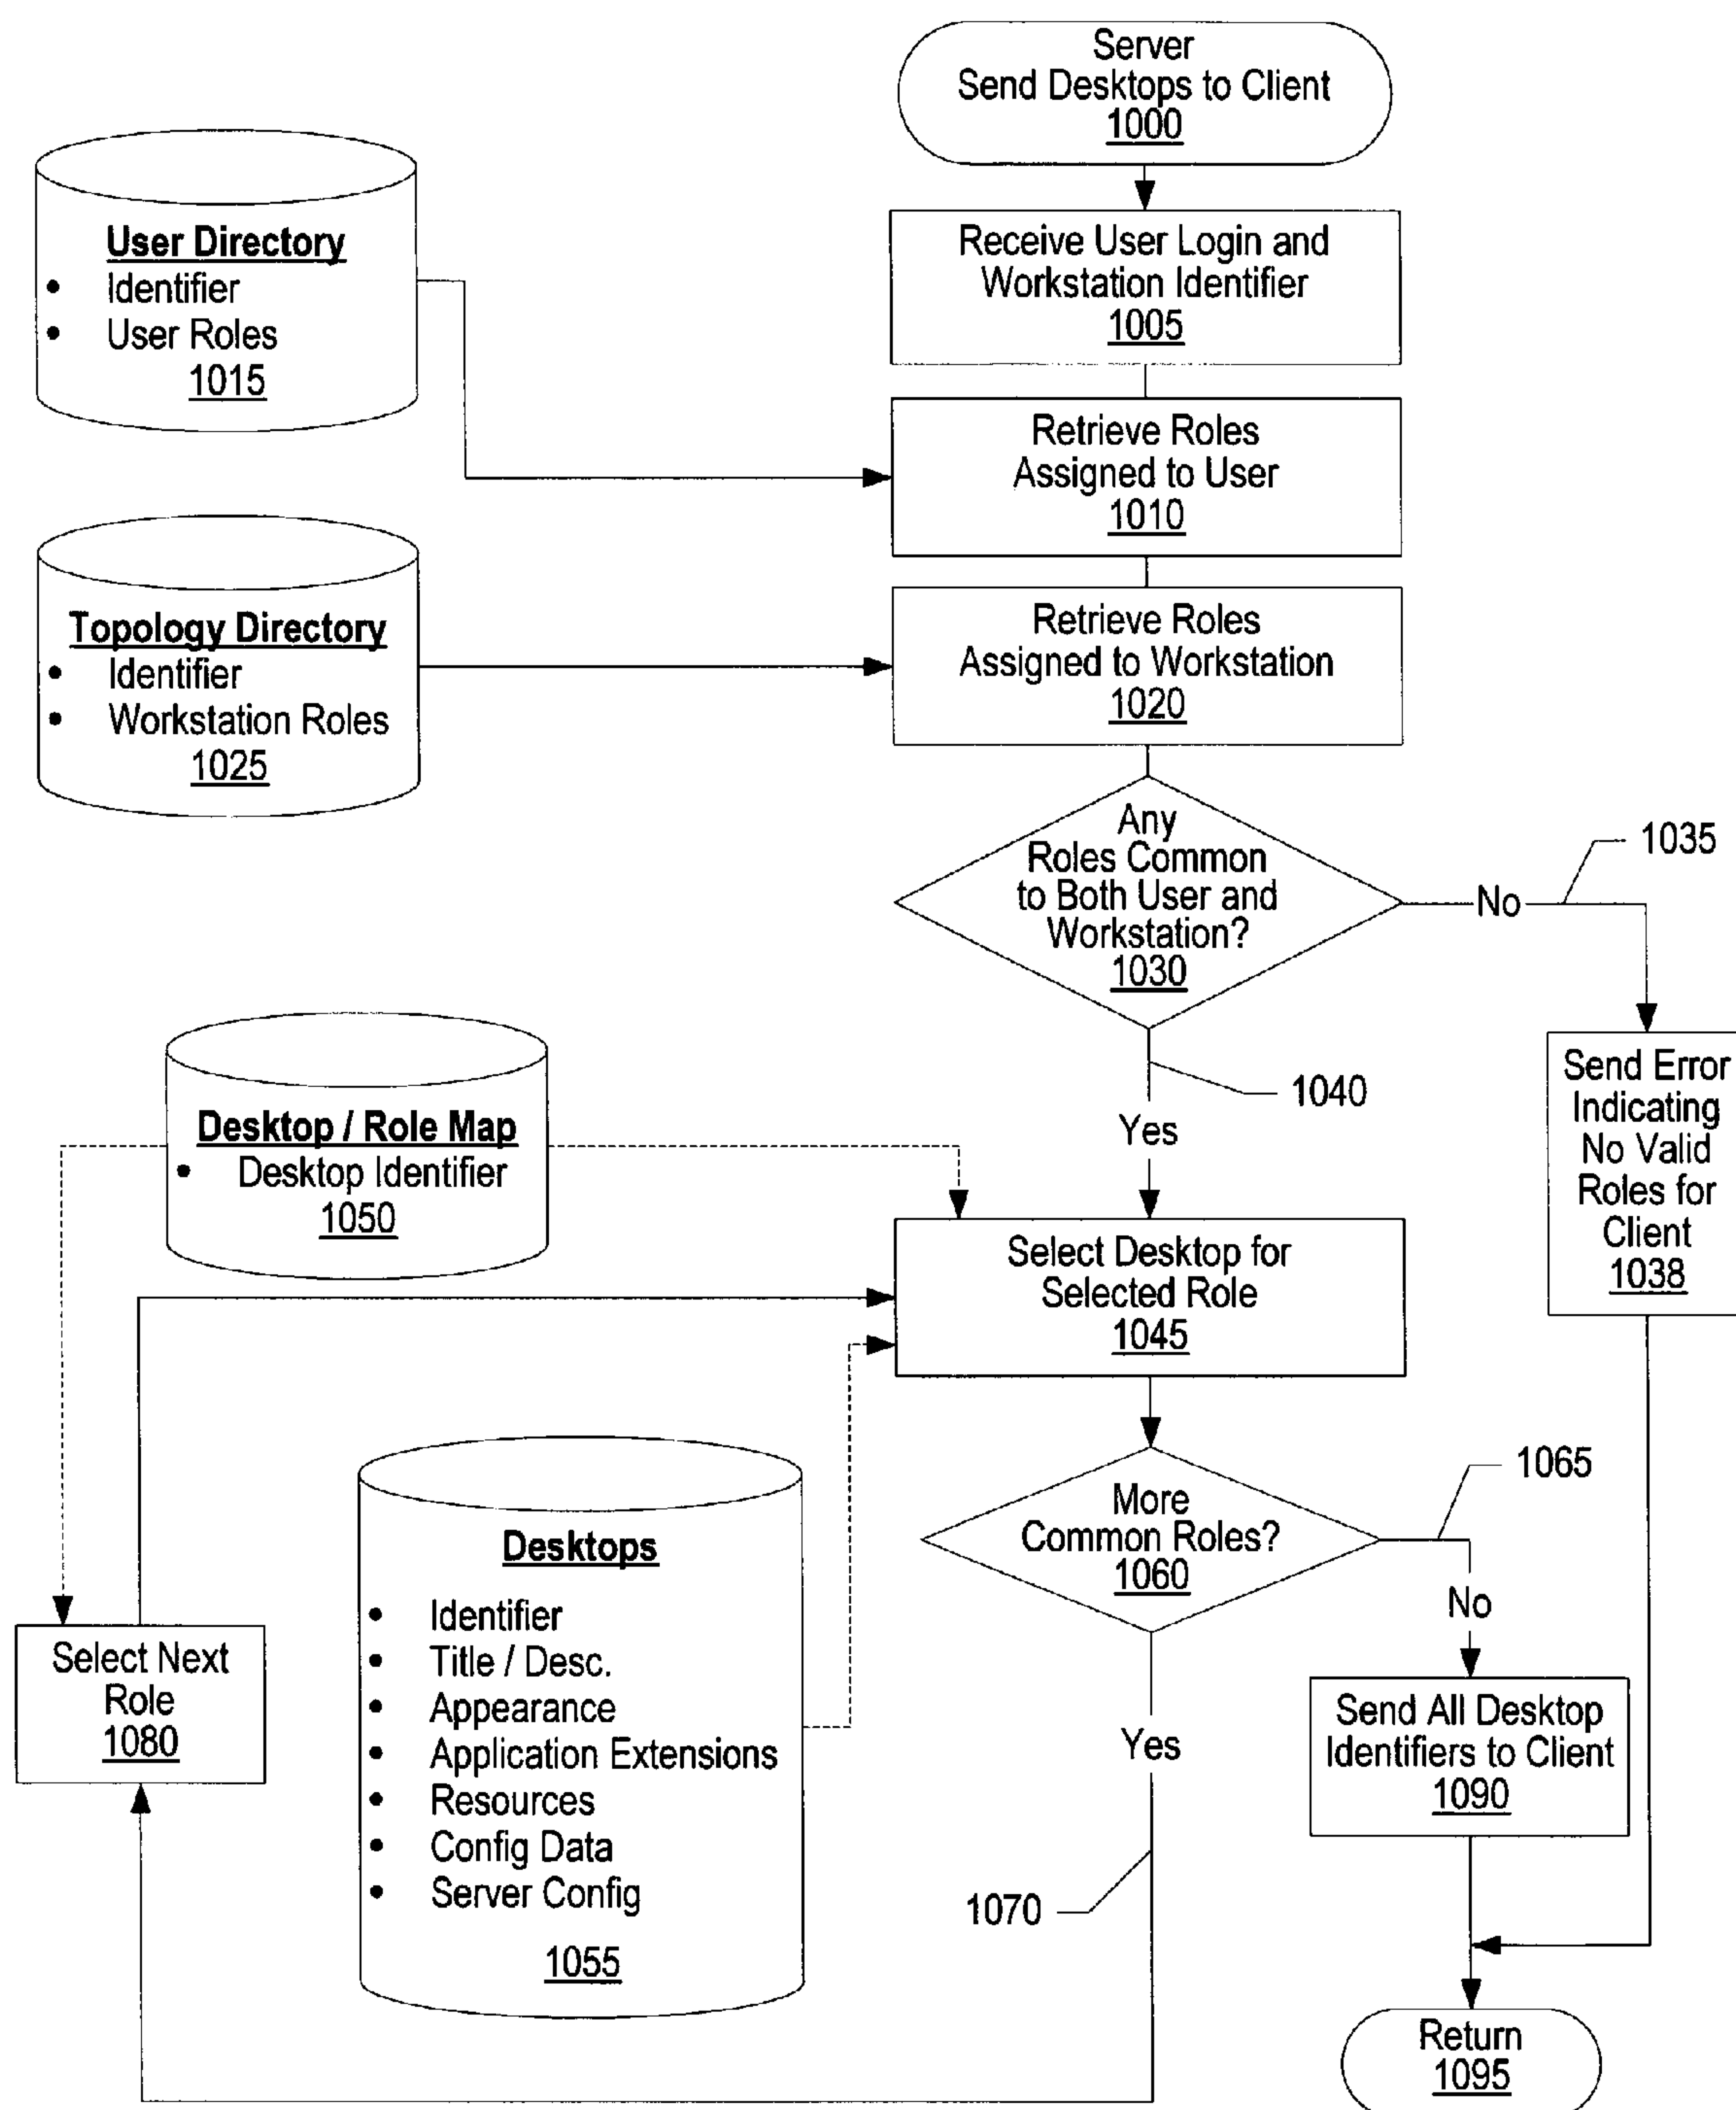 Server
Send Desktops to Client
1000
User Directory
• Identifier
• User Roles
1015
Receive User Login and
Workstation Identifier
1005
Retrieve Roles
Assigned to User
1010
Topology Directory
• Identifier
• Workstation Roles
1025
Retrieve Roles
Assigned to Workstation
1020
Any
Roles Common
to Both User and
Workstation?
1030
No
1035
Yes
1040
Send Error
Indicating
No Valid
Roles for
Client
1038
Desktop / Role Map
• Desktop Identifier
1050
Select Desktop for
Selected Role
1045
Desktops
• Identifier
• Title / Desc.
• Appearance
• Application Extensions
• Resources
• Config Data
• Server Config
1055
More
Common Roles?
1060
1065
No
Yes
1070
Select Next
Role
1080
Send All Desktop
Identifiers to Client
1090
Return
1095